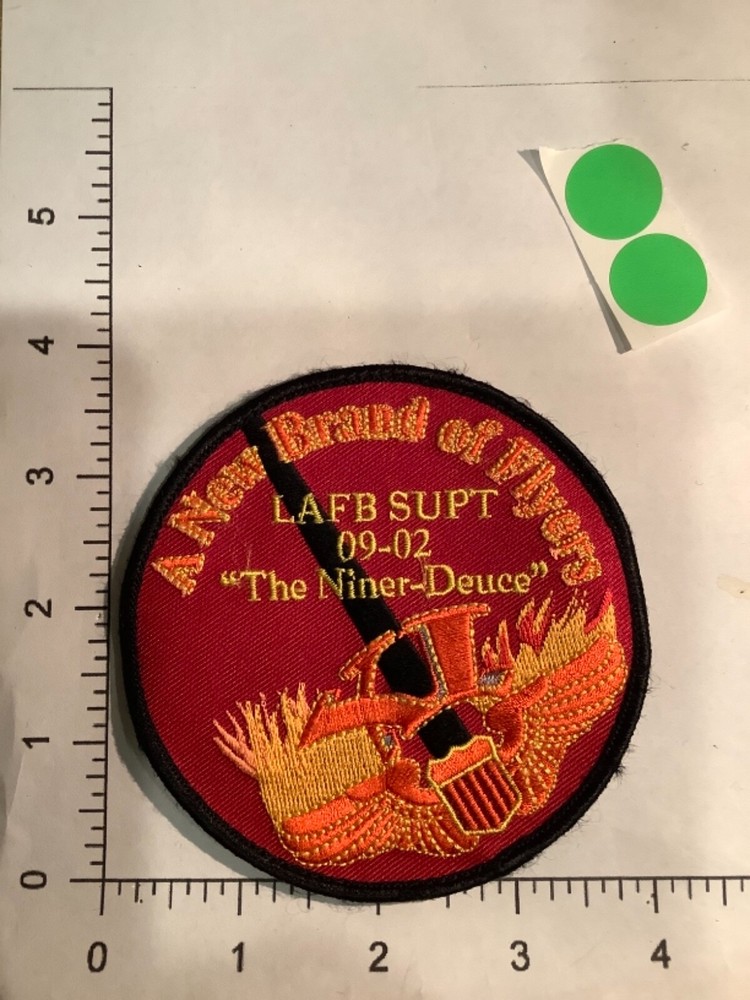 A New Brand of Flyers
LAFB SUPT
09-02
“The Niner-Deuce”
5
4
3
2
1
0
0 1 2 3 4